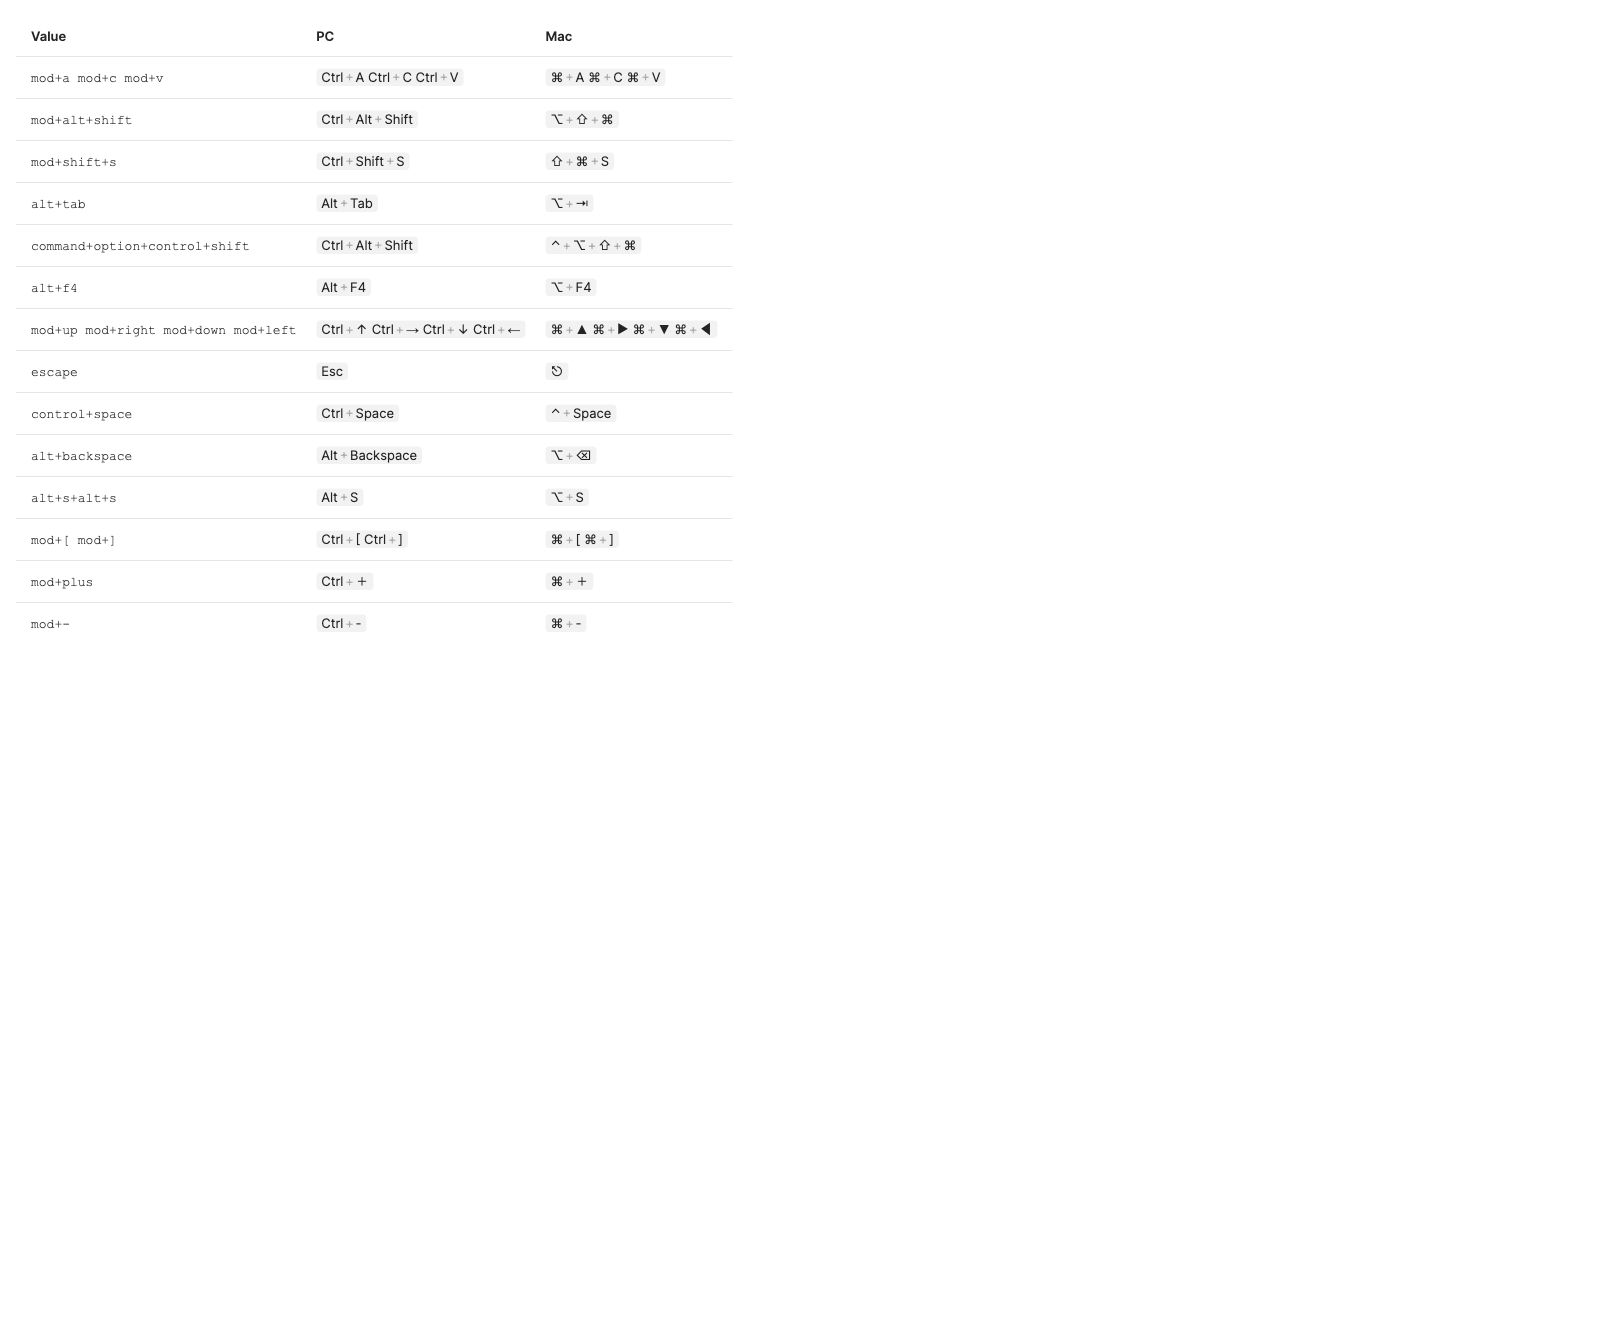 Value PC Mac
mod+a mod+c mod+v Ctrl+A Ctrl+C Ctrl+V ⌘+A ⌘+C ⌘+V
mod+alt+shift Ctrl+Alt+Shift ⌥+⇧+⌘
mod+shift+s Ctrl+Shift+S ⇧+⌘+S
alt+tab Alt+Tab ⌥+⇥
command+option+control+shift Ctrl+Alt+Shift ⌃+⌥+⇧+⌘
alt+f4 Alt+F4 ⌥+F4
mod+up mod+right mod+down mod+left Ctrl+↑ Ctrl+→ Ctrl+↓ Ctrl+← ⌘+▲ ⌘+▶ ⌘+▼ ⌘+◀
escape Esc ⎋
control+space Ctrl+Space ⌃+Space
alt+backspace Alt+Backspace ⌥+⌫
alt+s+alt+s Alt+S ⌥+S
mod+[ mod+] Ctrl+[ Ctrl+] ⌘+[ ⌘+]
mod+plus Ctrl++ ⌘++
mod+- Ctrl+- ⌘+-